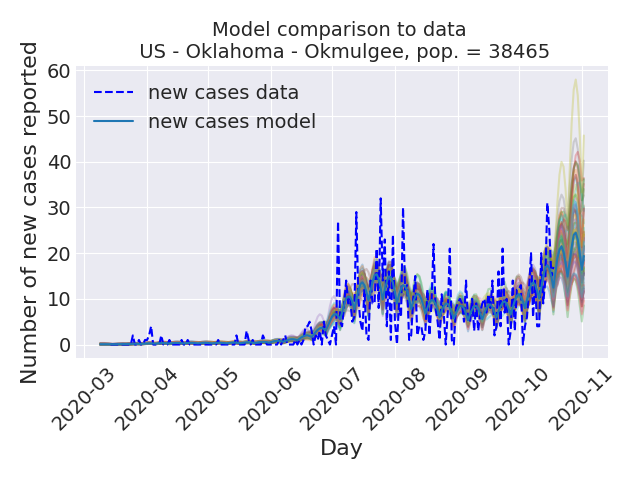 Model comparison to data
US - Oklahoma - Okmulgee, pop. = 38465
Number of new cases reported
60
50
40
30
20
10
0
new cases data
new cases model
2020-03
2020-04
2020-05
2020-06
2020-07
2020-08
2020-09
2020-10
2020-11
Day